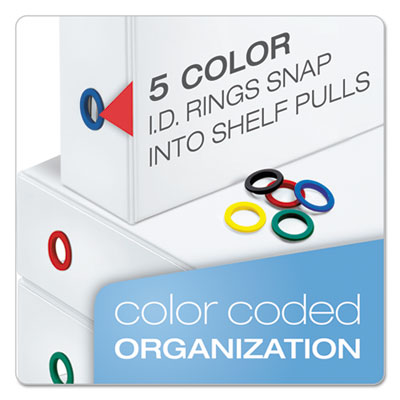 5 COLOR
I.D. RINGS SNAP
INTO SHELF PULLS
color coded
ORGANIZATION